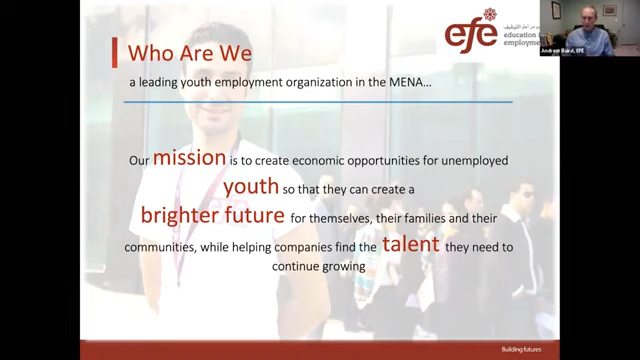 Who Are We
a leading youth employment organization in the MENA...
efe
education
employment
Andrew Baird, EFE
Our mission is to create economic opportunities for unemployed
youth so that they can create a
brighter future for themselves, their families and their
communities, while helping companies find the talent they need to
continue growing
Building futures